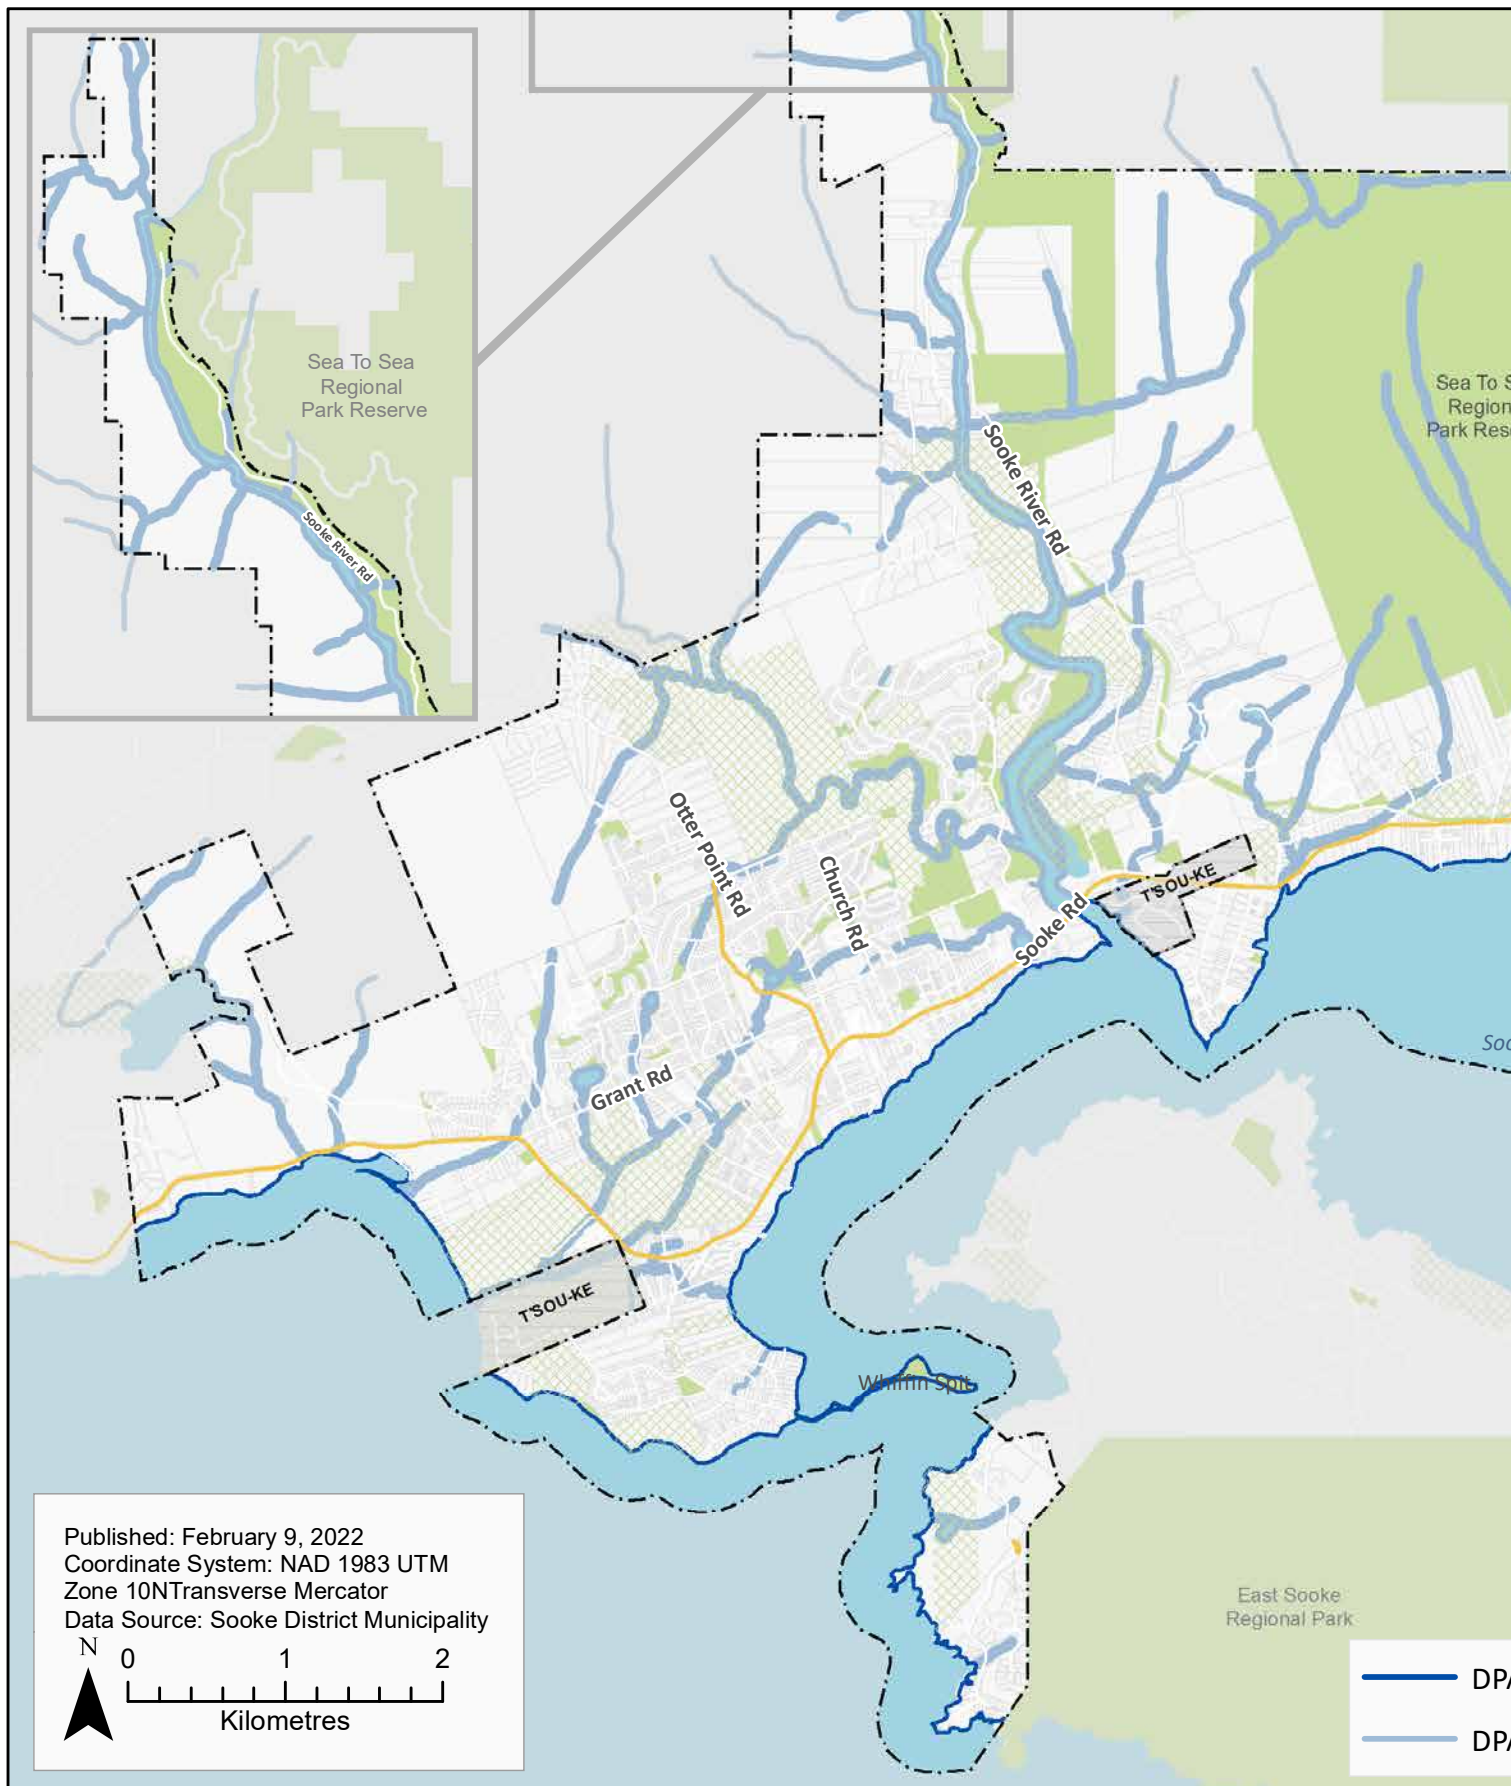 Sea To Sea
Regional
Park Reserve
Sooke River Rd
Sooke River Rd
Sea To S
Region
Park Rese
Otter Point Rd
Church Rd
Sooke Rd
T'SOU-KE
Soo
Grant Rd
T'SOU-KE
Whiffin Spit
East Sooke
Regional Park
Published: February 9, 2022
Coordinate System: NAD 1983 UTM
Zone 10NTransverse Mercator
Data Source: Sooke District Municipality
N
0 1 2
Kilometres
DPA
DPA